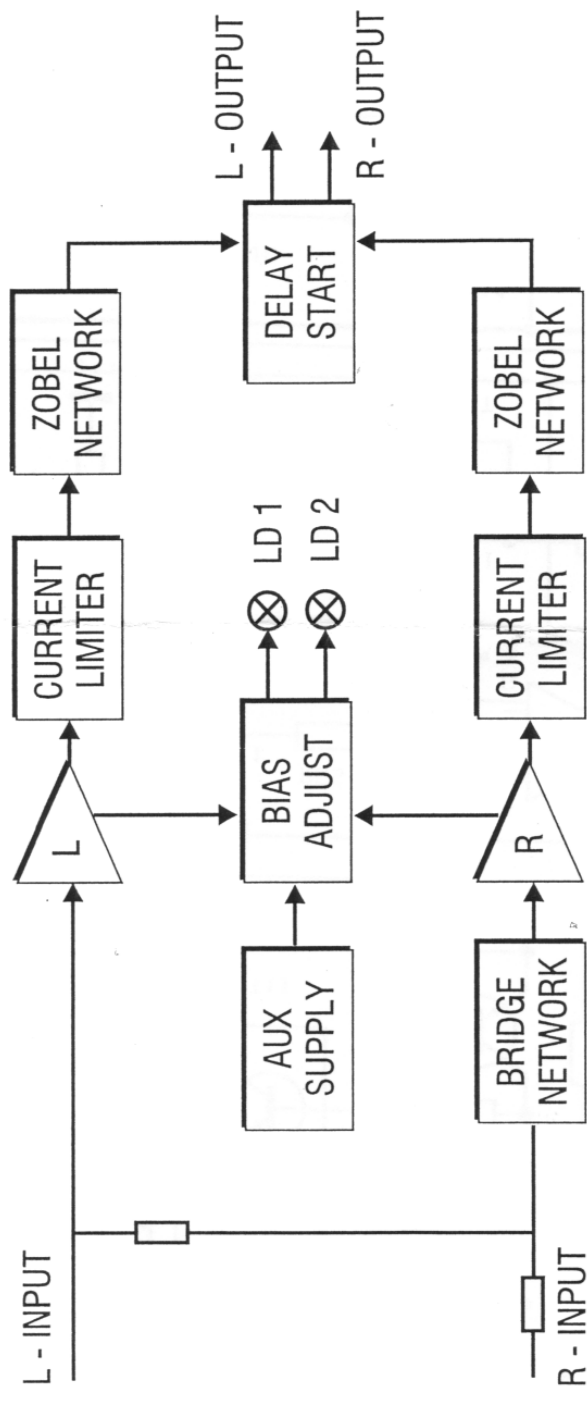 L - INPUT
L
CURRENT
LIMITER
ZOBEL
NETWORK
AUX
SUPPLY
BIAS
ADJUST
LD 1
LD 2
DELAY
START
L - OUTPUT
R - OUTPUT
R - INPUT
BRIDGE
NETWORK
R
CURRENT
LIMITER
ZOBEL
NETWORK